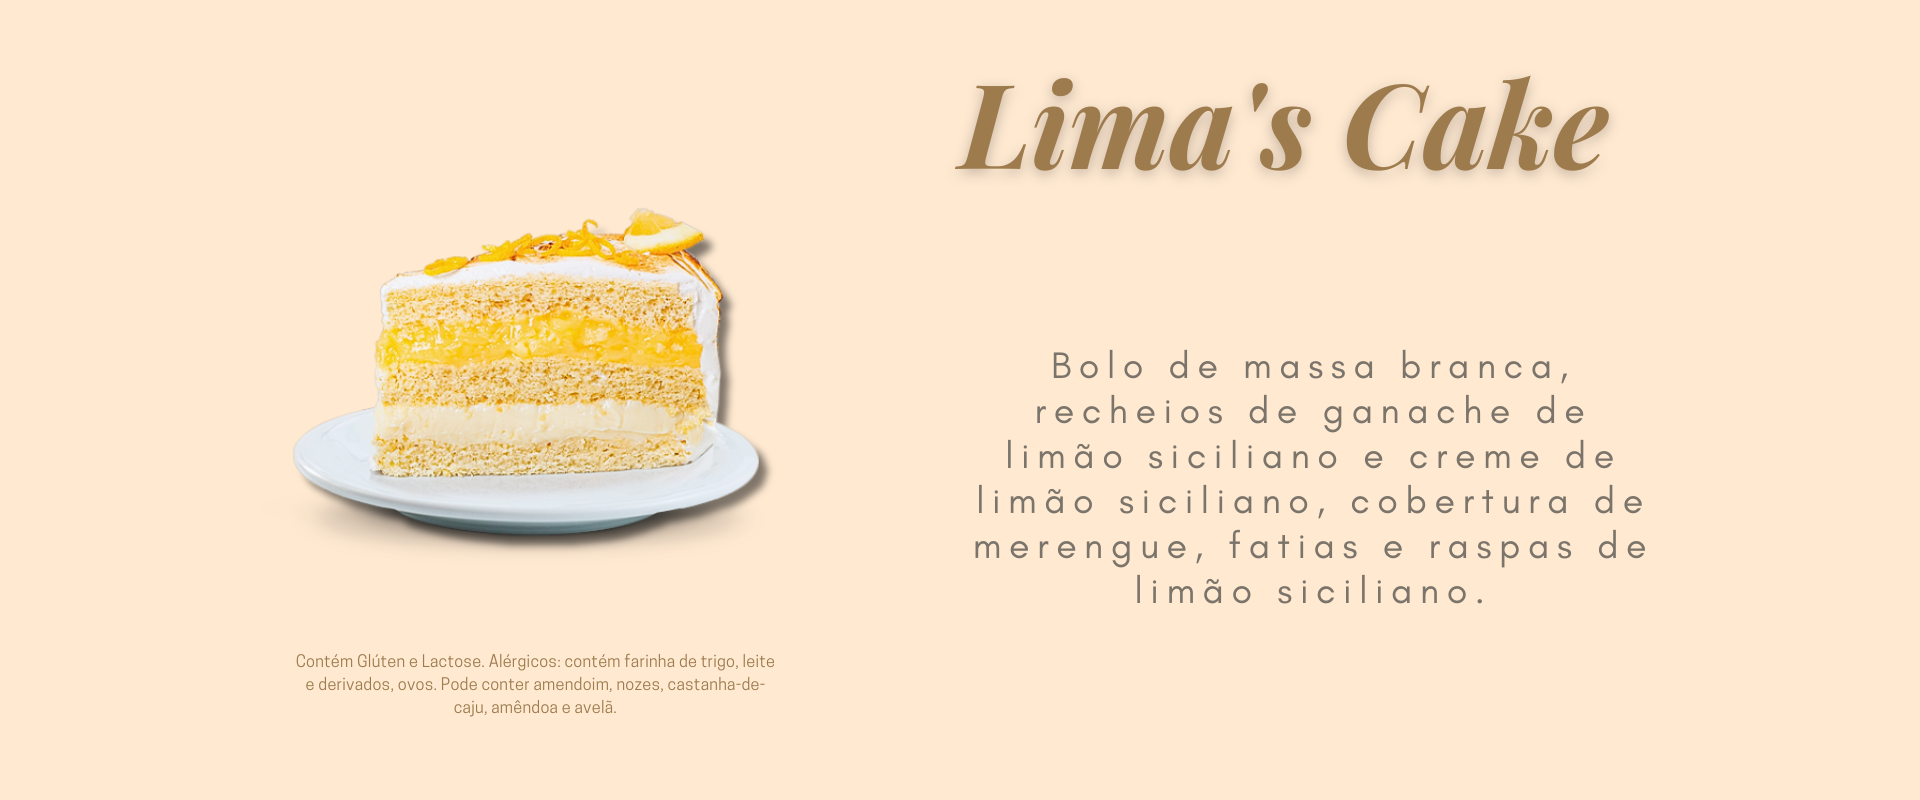 Lima's Cake
Bolo de massa branca,
recheios de ganache de
limão siciliano e creme de
limão siciliano, cobertura de
merengue, fatias e raspas de
limão siciliano.
Contém Glúten e Lactose. Alérgicos: contém farinha de trigo, leite
e derivados, ovos. Pode conter amendoim, nozes, castanha-de-
caju, amêndoa e avelã.